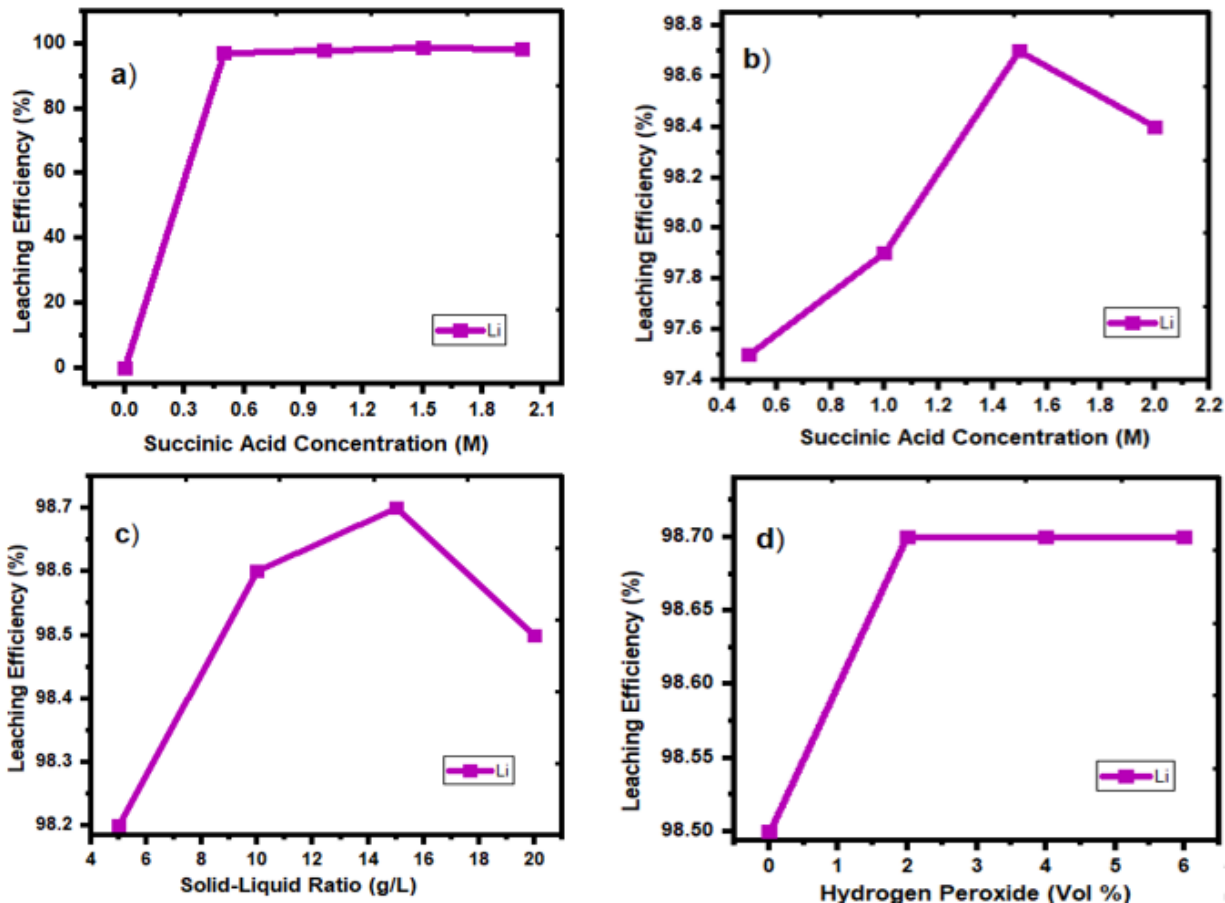 a)
Leaching Efficiency (%)
100
80
60
40
20
0
Li
0.0 0.3 0.6 0.9 1.2 1.5 1.8 2.1
Succinic Acid Concentration (M)
b)
Leaching Efficiency (%)
98.8
98.6
98.4
98.2
98.0
97.8
97.6
97.4
Li
0.4 0.6 0.8 1.0 1.2 1.4 1.6 1.8 2.0 2.2
Succinic Acid Concentration (M)
c)
Leaching Efficiency (%)
98.7
98.6
98.5
98.4
98.3
98.2
Li
4 6 8 10 12 14 16 18 20
Solid-Liquid Ratio (g/L)
d)
Leaching Efficiency (%)
98.70
98.65
98.60
98.55
98.50
Li
0 1 2 3 4 5 6
Hydrogen Peroxide (Vol %)